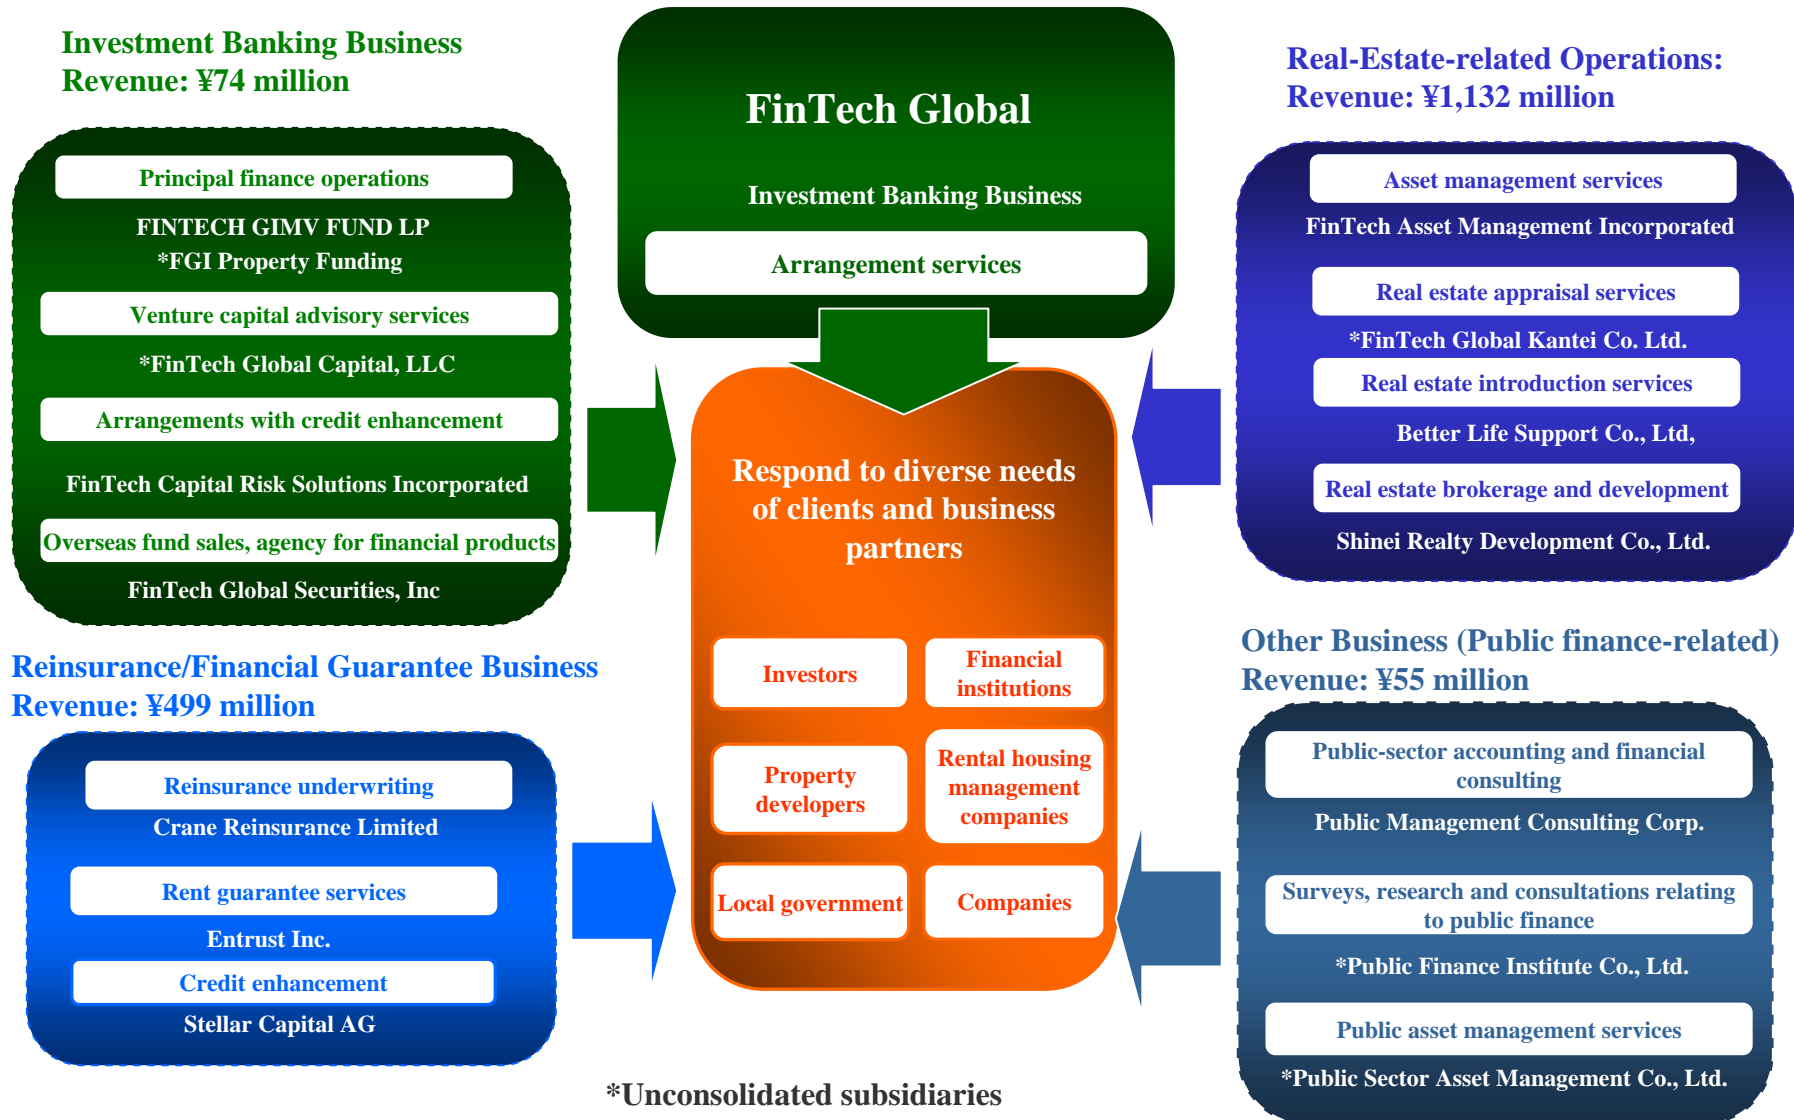 Investment Banking Business
Revenue: ¥74 million
Principal finance operations
FINTECH GIMV FUND LP
*FGI Property Funding
Venture capital advisory services
*FinTech Global Capital, LLC
Arrangements with credit enhancement
FinTech Capital Risk Solutions Incorporated
Overseas fund sales, agency for financial products
FinTech Global Securities, Inc
Reinsurance/Financial Guarantee Business
Revenue: ¥499 million
Reinsurance underwriting
Crane Reinsurance Limited
Rent guarantee services
Entrust Inc.
Credit enhancement
Stellar Capital AG
FinTech Global
Investment Banking Business
Arrangement services
Respond to diverse needs
of clients and business
partners
Investors
Financial
institutions
Property
developers
Rental housing
management
companies
Local government
Companies
*Unconsolidated subsidiaries
Real-Estate-related Operations:
Revenue: ¥1,132 million
Asset management services
FinTech Asset Management Incorporated
Real estate appraisal services
*FinTech Global Kantei Co. Ltd.
Real estate introduction services
Better Life Support Co., Ltd,
Real estate brokerage and development
Shinei Realty Development Co., Ltd.
Other Business (Public finance-related)
Revenue: ¥55 million
Public-sector accounting and financial
consulting
Public Management Consulting Corp.
Surveys, research and consultations relating
to public finance
*Public Finance Institute Co., Ltd.
Public asset management services
*Public Sector Asset Management Co., Ltd.